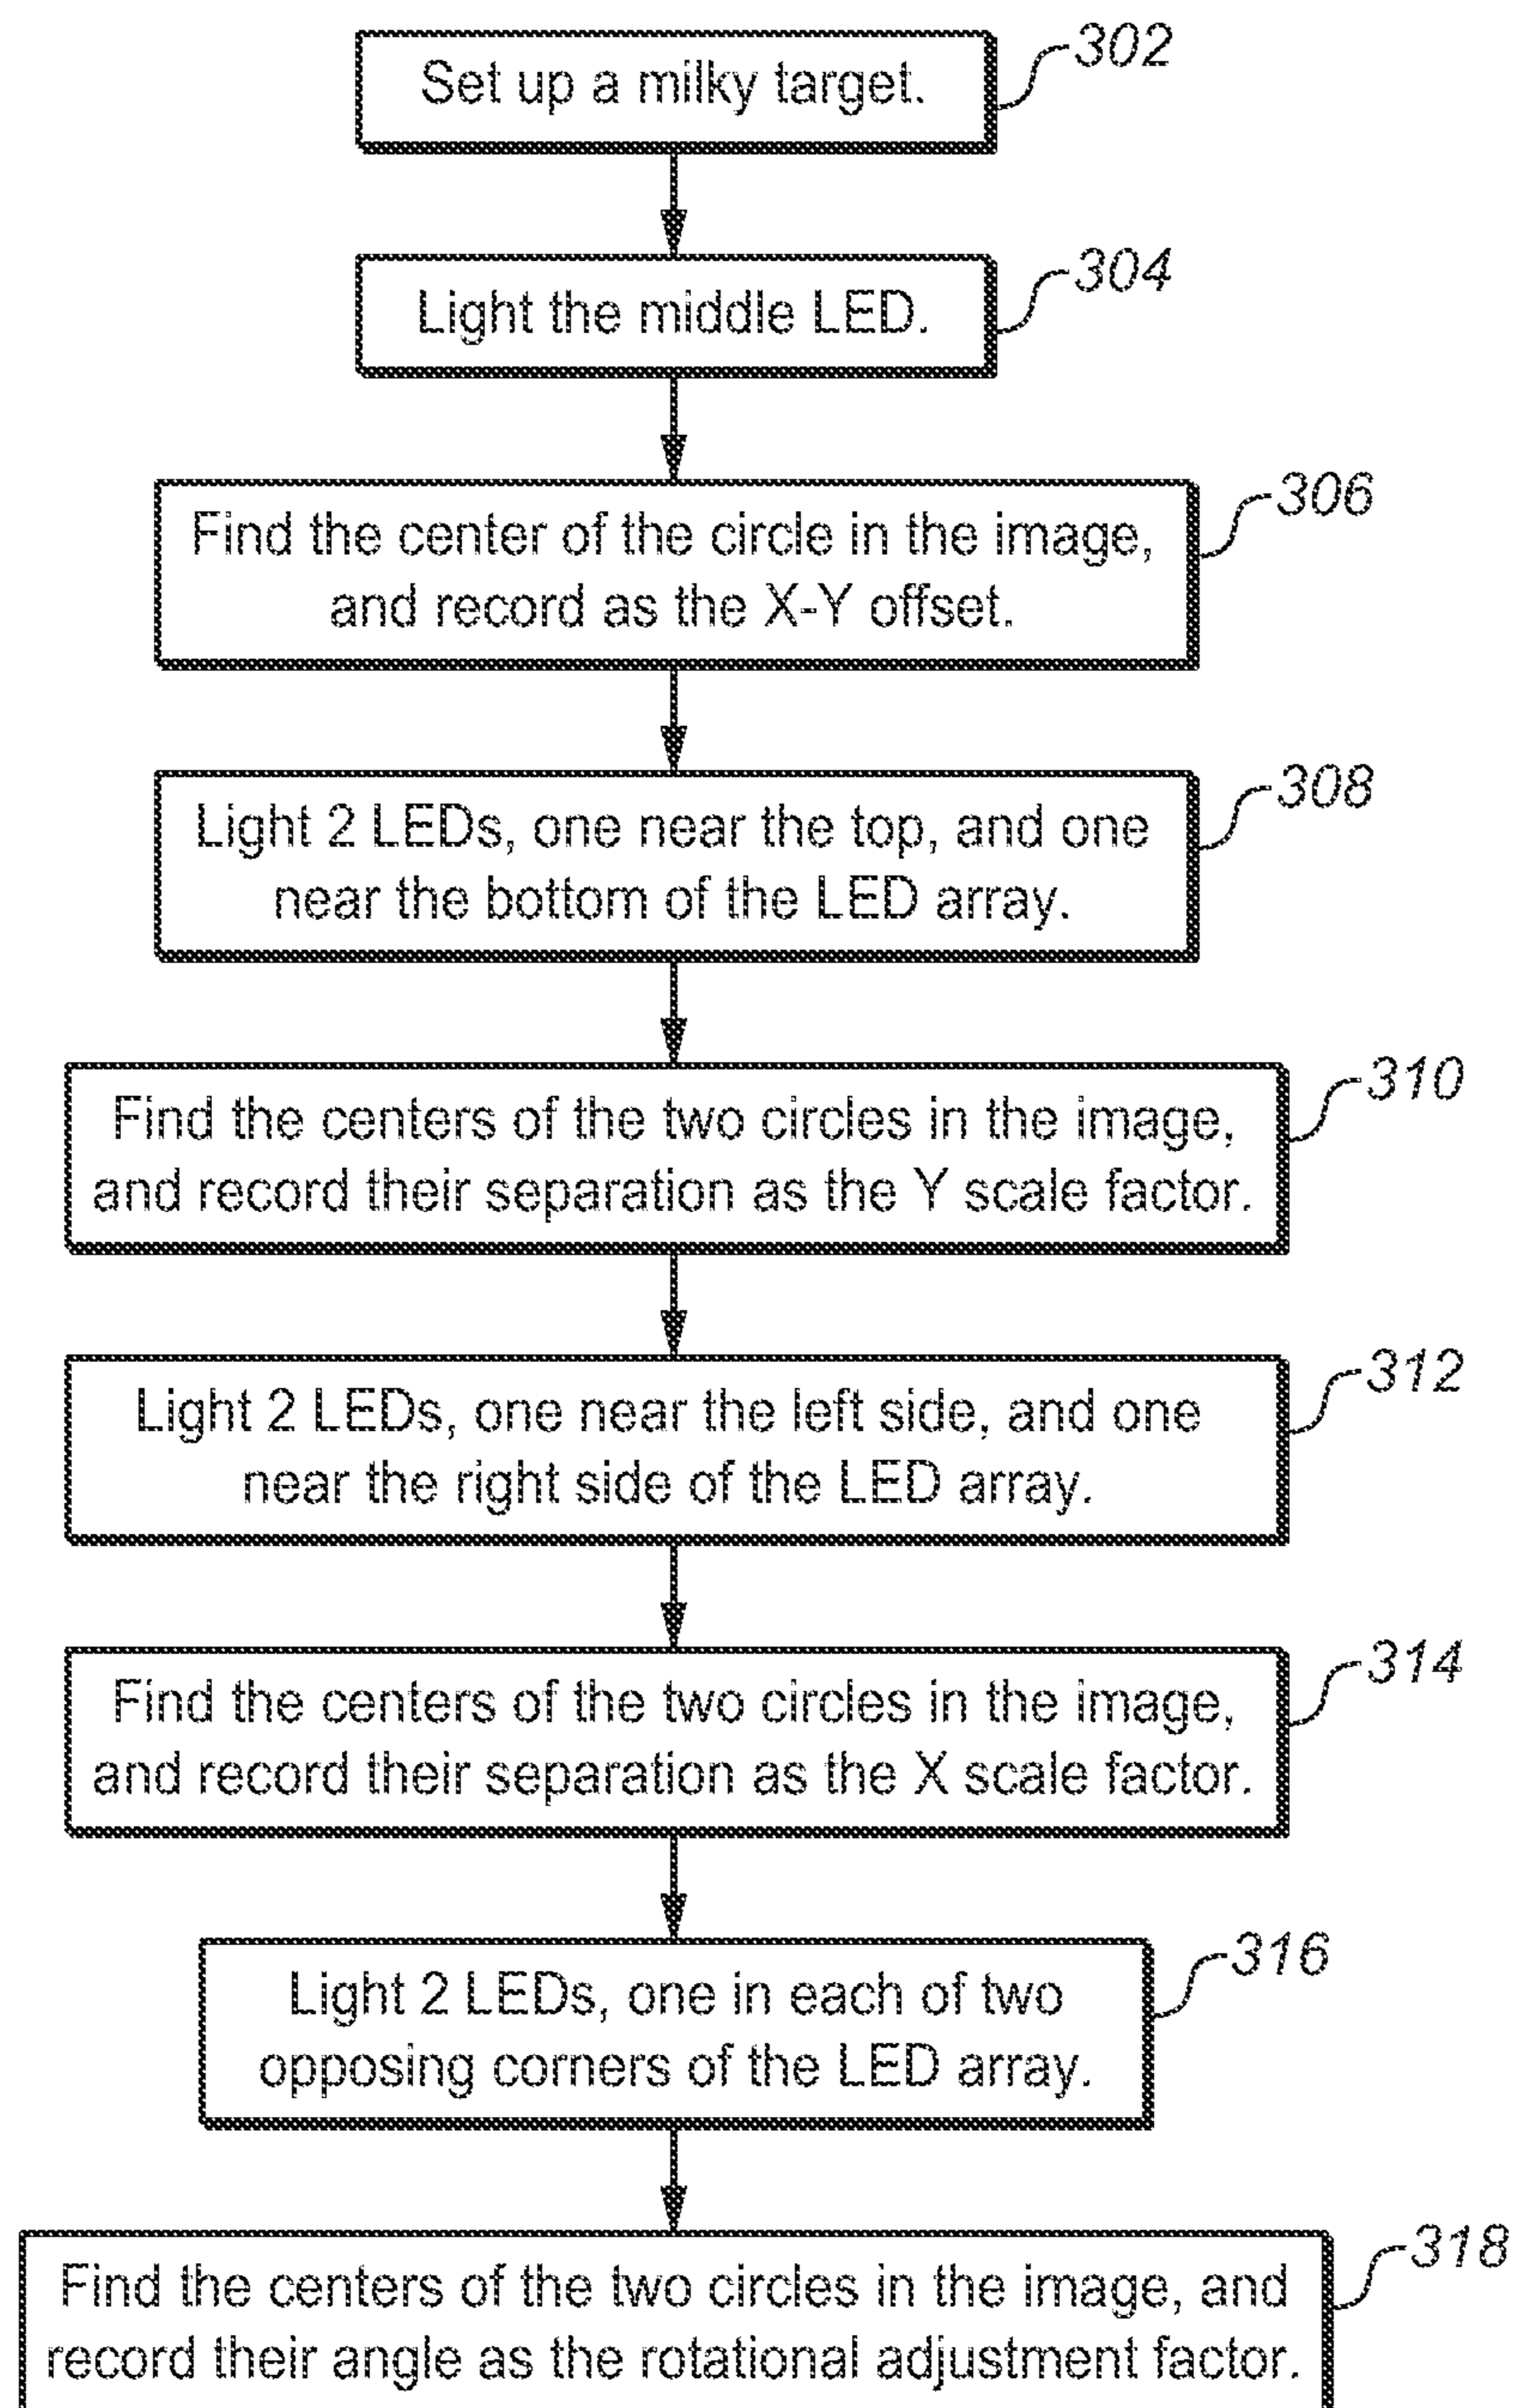 Set up a milky target.
302
Light the middle LED.
304
Find the center of the circle in the image,
and record as the X-Y offset.
306
Light 2 LEDs, one near the top, and one
near the bottom of the LED array.
308
Find the centers of the two circles in the image,
and record their separation as the Y scale factor.
310
Light 2 LEDs, one near the left side, and one
near the right side of the LED array.
312
Find the centers of the two circles in the image,
and record their separation as the X scale factor.
314
Light 2 LEDs, one in each of two
opposing corners of the LED array.
316
Find the centers of the two circles in the image, and
record their angle as the rotational adjustment factor.
318